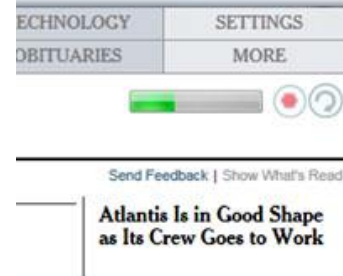 ECHNOLOGY SETTINGS
OBITUARIES MORE
Send Feedback | Show What's Read
Atlantis Is in Good Shape
as Its Crew Goes to Work